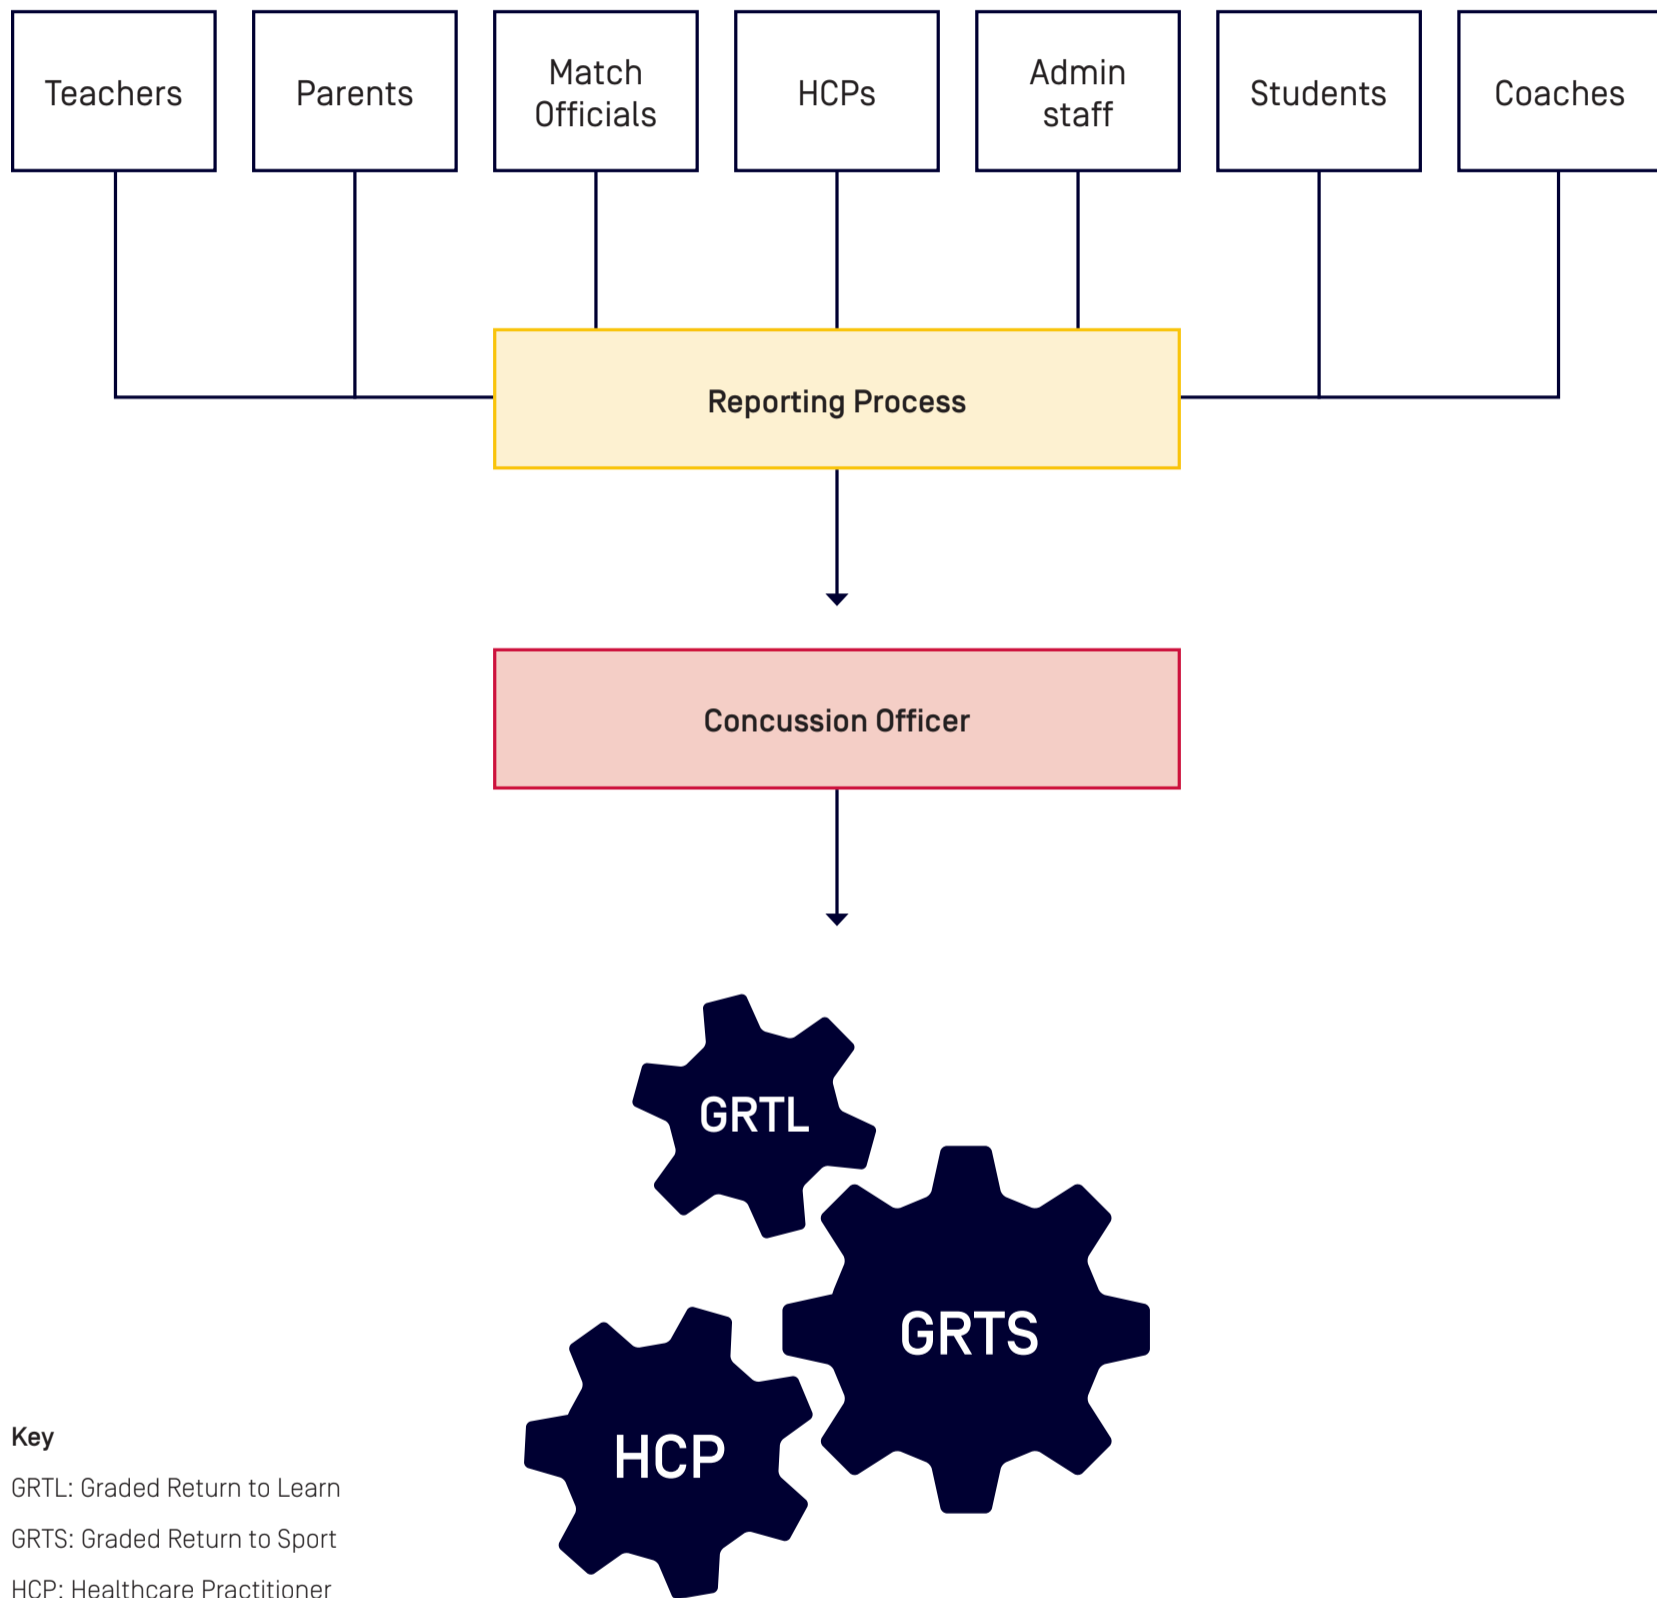 Teachers
Parents
Match
Officials
HCPs
Admin
staff
Students
Coaches
Reporting Process
Concussion Officer
GRTL
GRTS
HCP
Key
GRTL: Graded Return to Learn
GRTS: Graded Return to Sport
HCP: Healthcare Practitioner